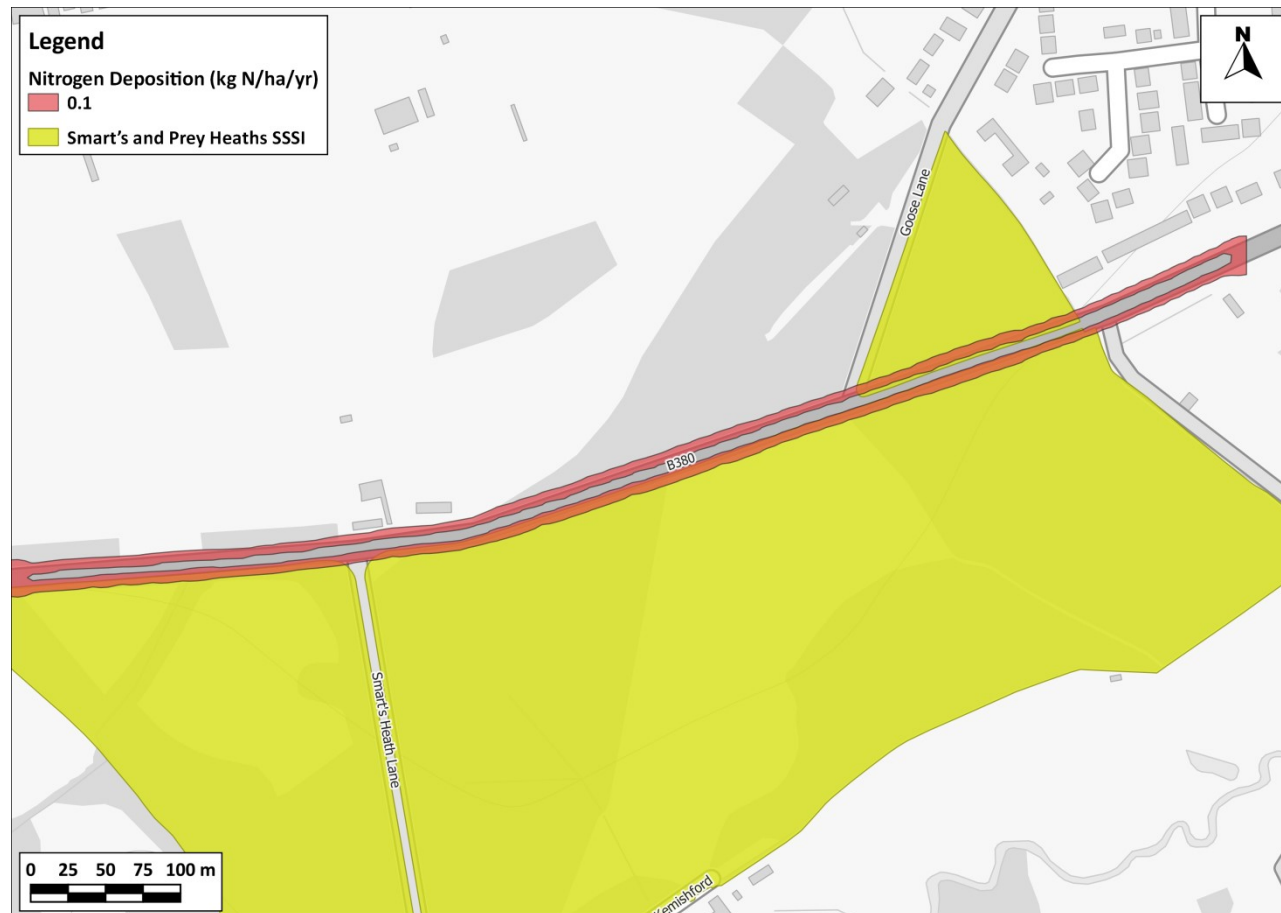 Legend
Nitrogen Deposition (kg N/ha/yr)
0.1
Smart's and Prey Heaths SSSI
N
Goose Lane
B380
Smart's Heath Lane
Kemishford
0 25 50 75 100 m